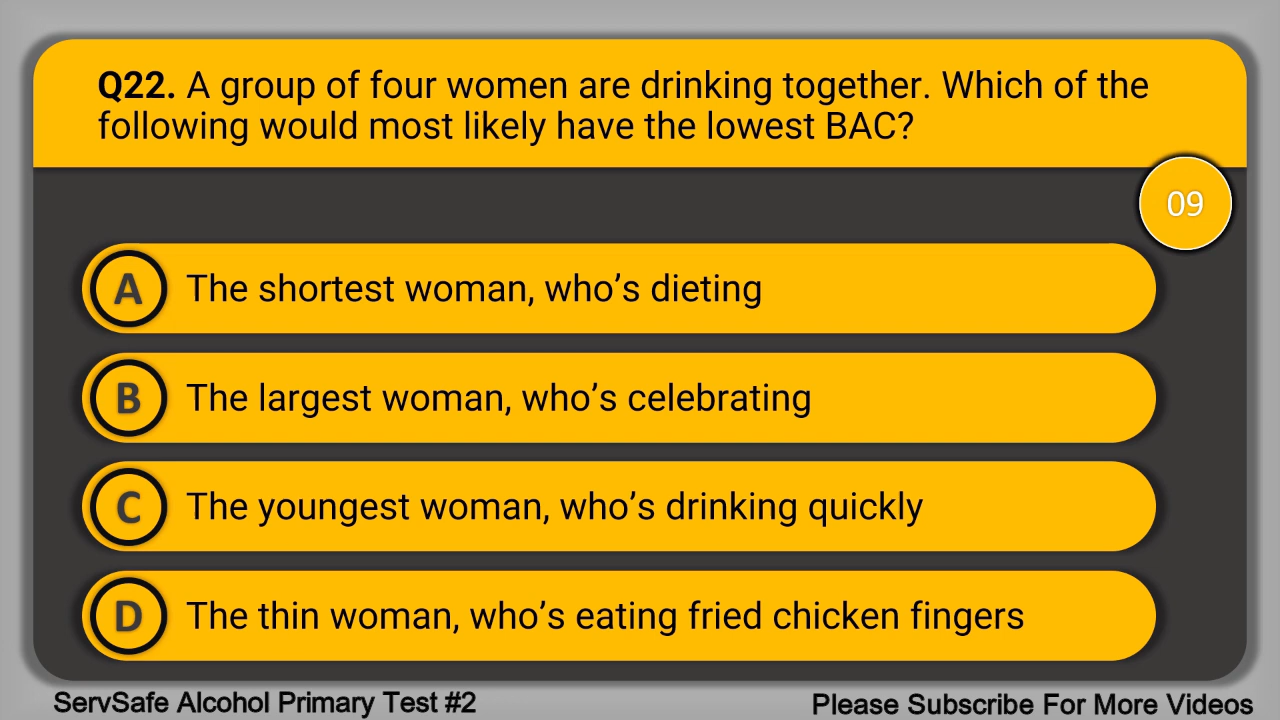 Q22. A group of four women are drinking together. Which of the
following would most likely have the lowest BAC?
09
A The shortest woman, who’s dieting
B The largest woman, who’s celebrating
C The youngest woman, who’s drinking quickly
D The thin woman, who’s eating fried chicken fingers
ServSafe Alcohol Primary Test #2
Please Subscribe For More Videos